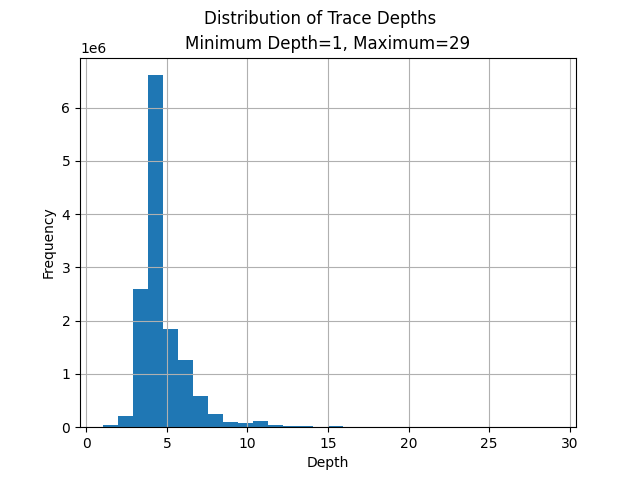 Distribution of Trace Depths
Minimum Depth=1, Maximum=29
1e6
6
5
4
3
2
1
0
Frequency
0 5 10 15 20 25 30
Depth